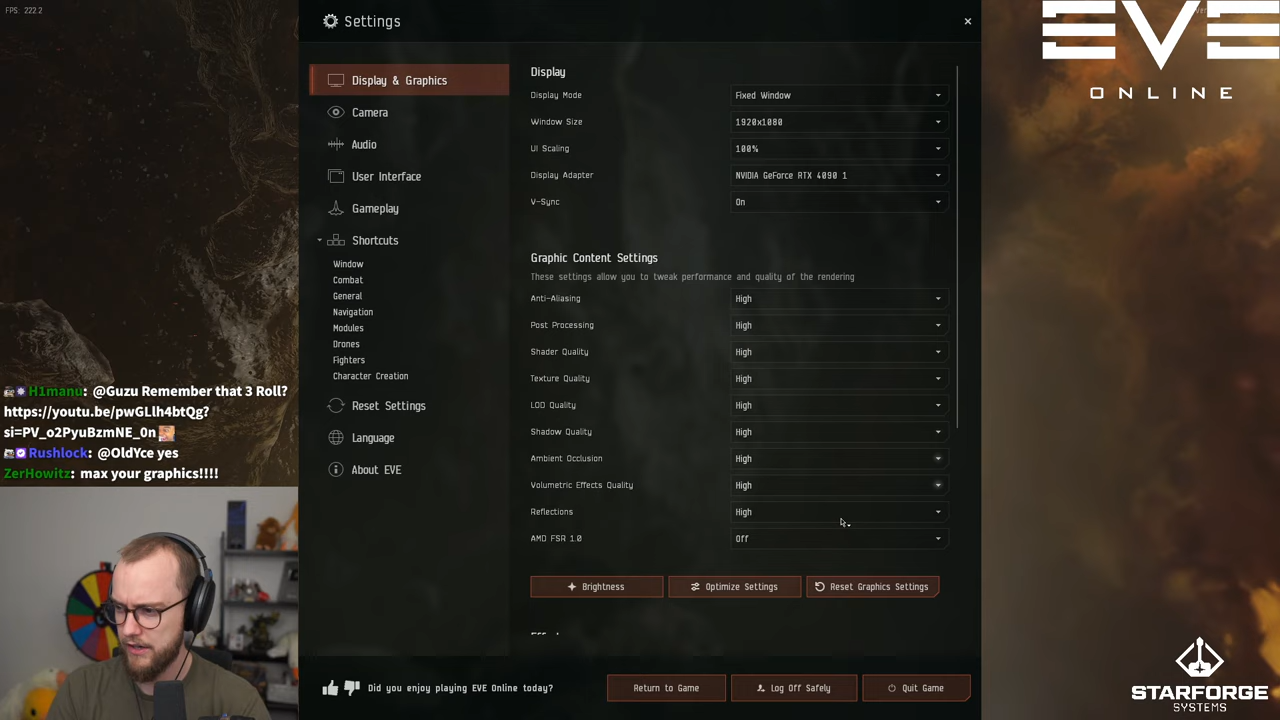 FPS: 222.2
Settings
Display & Graphics
Camera
Audio
User Interface
Gameplay
Shortcuts
Window
Combat
General
Navigation
Modules
Drones
Fighters
Character Creation
Reset Settings
Language
About EVE
Display
Display Mode Fixed Window
Window Size 1920x1080
UI Scaling 100%
Display Adapter NVIDIA GeForce RTX 4090 1
V-Sync On
Graphic Content Settings
These settings allow you to tweak performance and quality of the rendering
Anti-Aliasing High
Post Processing High
Shader Quality High
Texture Quality High
LOD Quality High
Shadow Quality High
Ambient Occlusion High
Volumetric Effects Quality High
Reflections High
AMD FSR 1.0 Off
Brightness
Optimize Settings
Reset Graphics Settings
Did you enjoy playing EVE Online today?
Return to Game
Log Off Safely
Quit Game
H1manu: @Guzu Remember that 3 Roll?
https://youtu.be/pwGLlh4btQg?
si=PV_o2PyuBzmNE_0n
Rushlock: @OldYce yes
ZerHowitz: max your graphics!!!!
EVE
ONLINE
STARFORGE
SYSTEMS